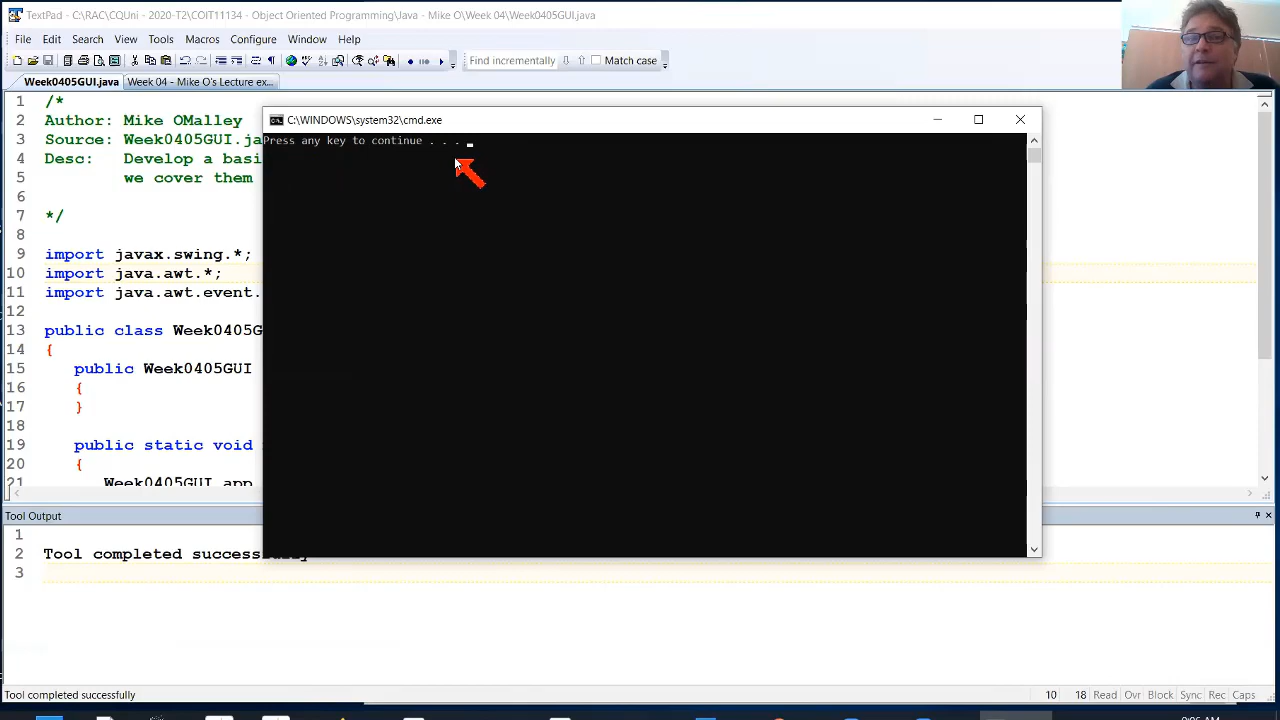 TextPad - C:\RAC\CQUni - 2020-T2\COIT11134 - Object Oriented Programming\Java - Mike O\Week 04\Week0405GUI.java
File Edit Search View Tools Macros Configure Window Help
Find incrementally Match case
Week0405GUI.java Week 04 - Mike O's Lecture ex...
1 /*
2 Author: Mike OMalley
3 Source: Week0405GUI.ja
4 Desc: Develop a basi
5 we cover them
6
7 */
8
9 import javax.swing.*;
10 import java.awt.*;
11 import java.awt.event.
12
13 public class Week0405G
14 {
15 public Week0405GUI
16 {
17 }
18
19 public static void
20 {
21 Week0405GUI app
C:\WINDOWS\system32\cmd.exe
Press any key to continue . . .
Tool Output
1
2 Tool completed successfully
3
Tool completed successfully 10 18 Read Ovr Block Sync Rec Caps